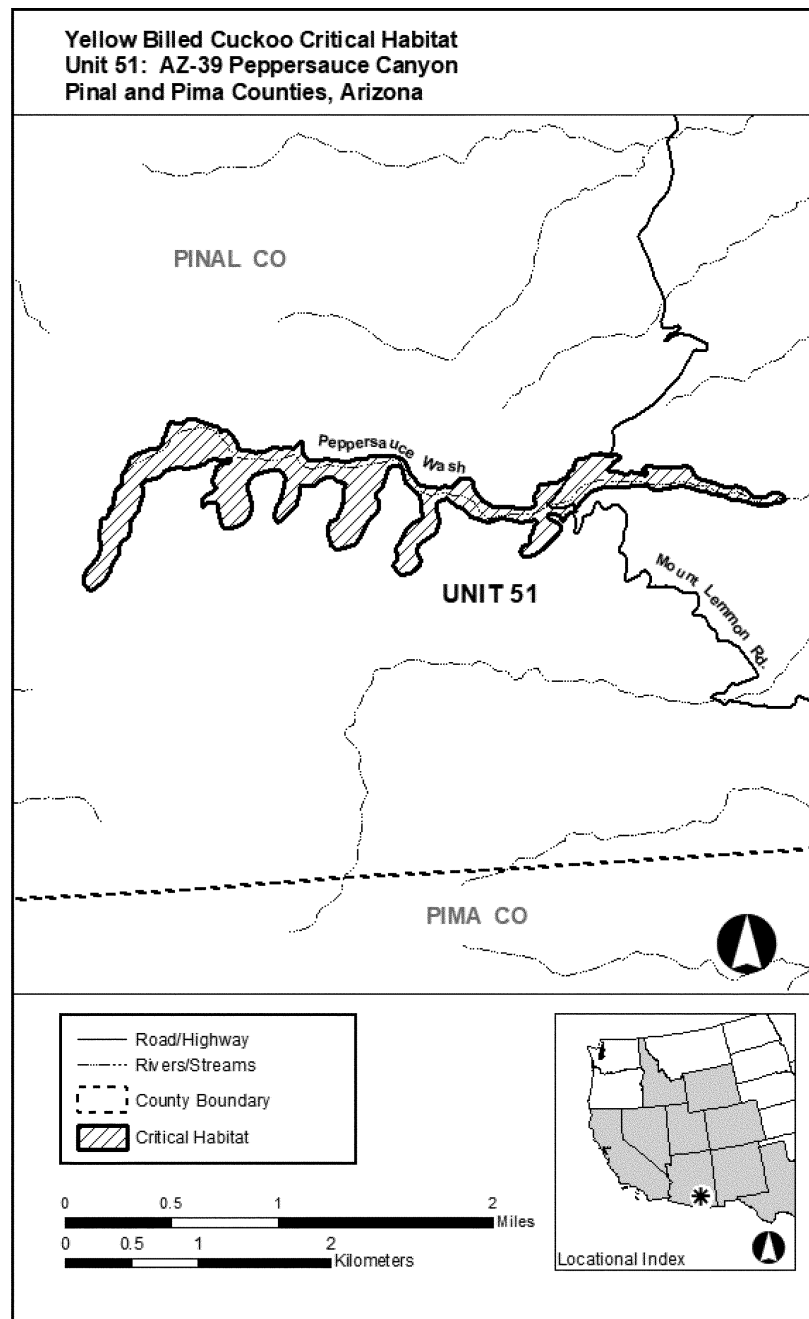 Yellow Billed Cuckoo Critical Habitat
Unit 51: AZ-39 Peppersauce Canyon
Pinal and Pima Counties, Arizona
PINAL CO
Peppersauce Wash
UNIT 51
Mount Lemmon Rd.
PIMA CO
Road/Highway
Rivers/Streams
County Boundary
Critical Habitat
0 0.5 1 2
Miles
0 0.5 1 2
Kilometers
Locational Index